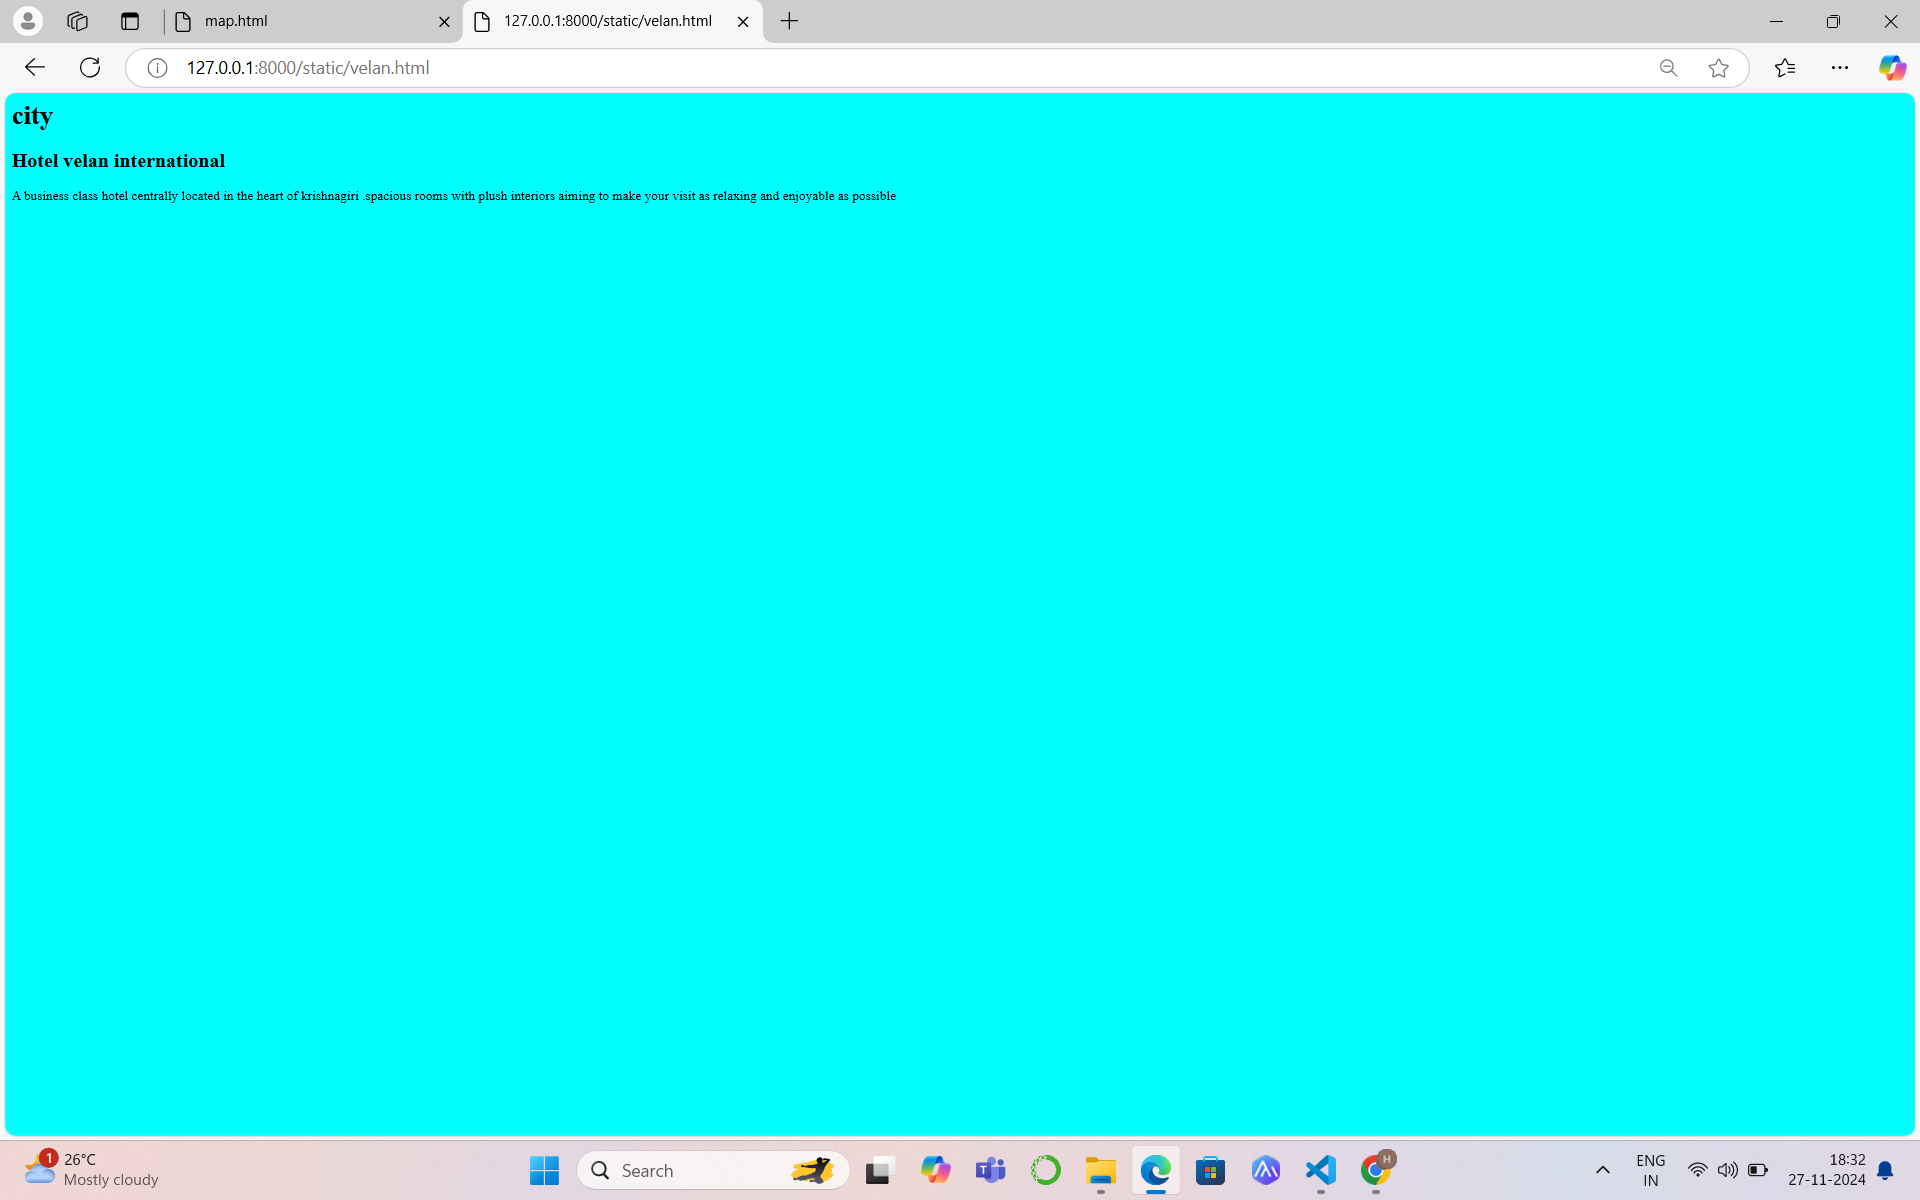 map.html
127.0.0.1:8000/static/velan.html
127.0.0.1:8000/static/velan.html
city
Hotel velan international
A business class hotel centrally located in the heart of krishnagiri .spacious rooms with plush interiors aiming to make your visit as relaxing and enjoyable as possible
1
26°C
Mostly cloudy
Search
T
H
ENG
IN
18:32
27-11-2024